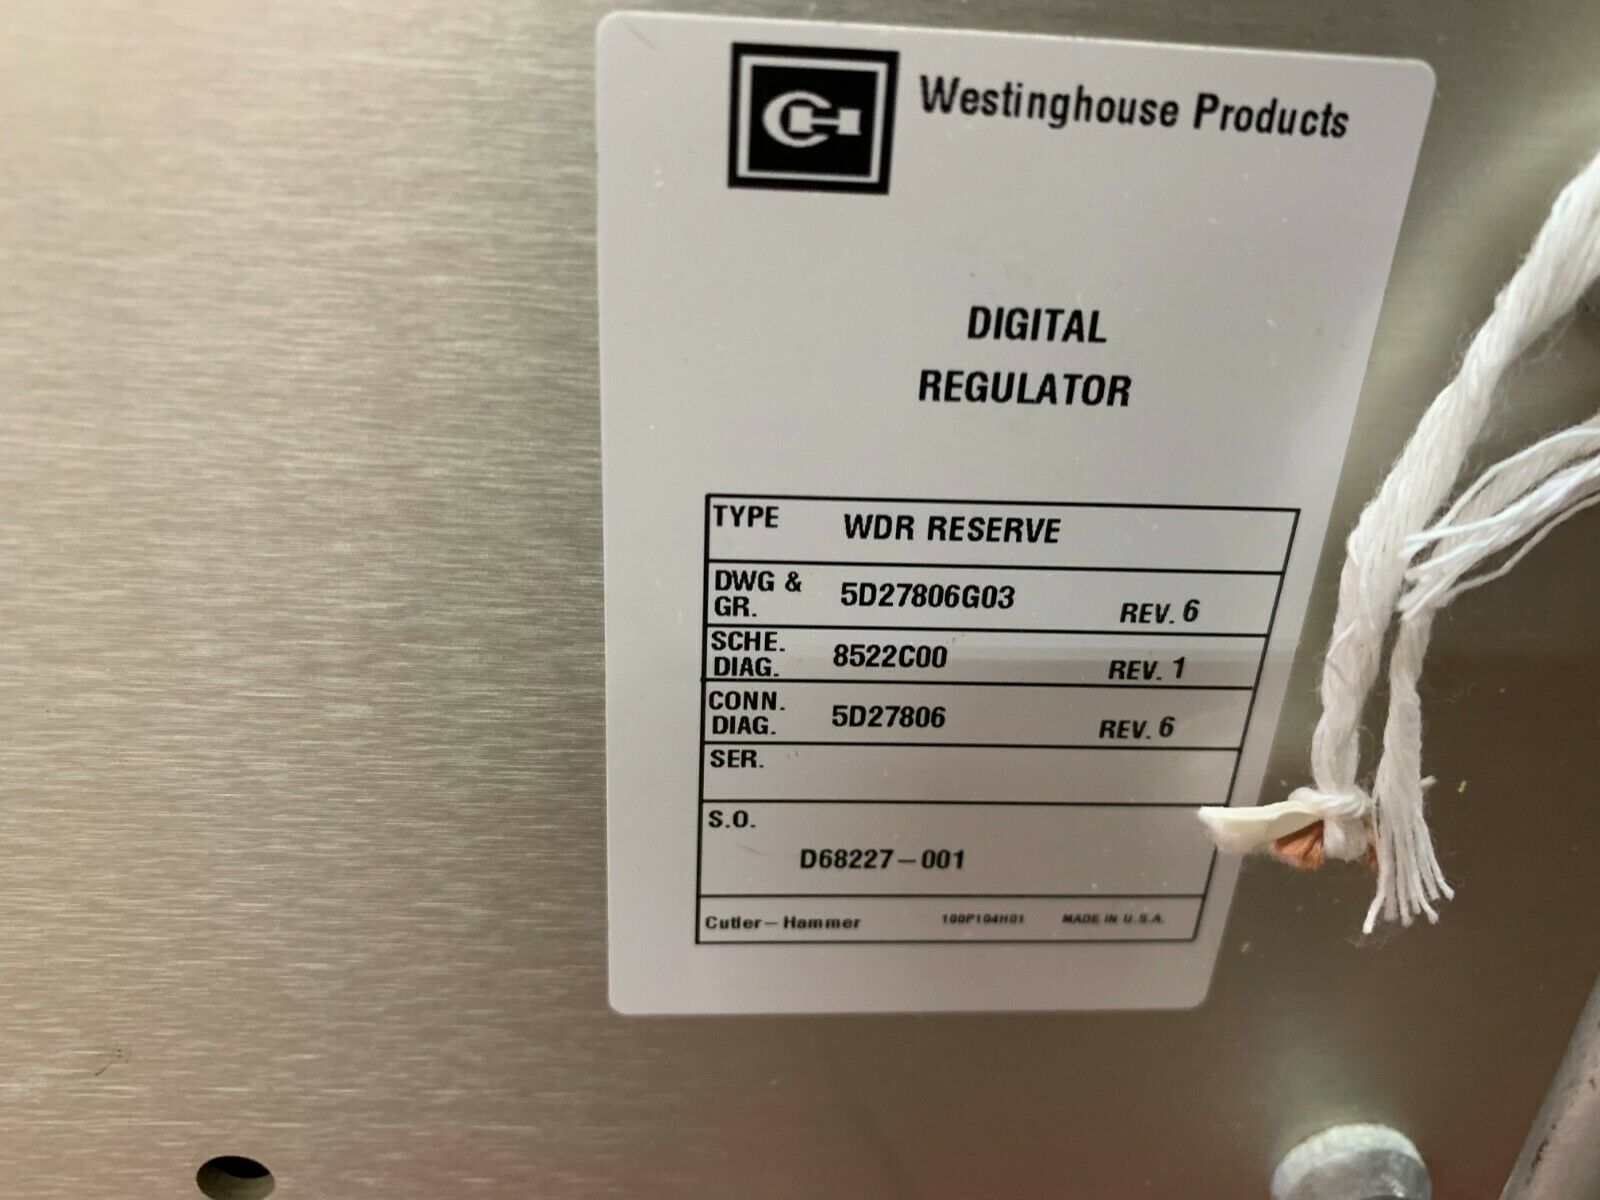 CH Westinghouse Products
DIGITAL
REGULATOR
TYPE WDR RESERVE
DWG & GR. 5D27806G03 REV. 6
SCHE. DIAG. 8522C00 REV. 1
CONN. DIAG. 5D27806 REV. 6
SER.
S.O.
D68227-001
Cutler-Hammer 100P104H01 MADE IN U.S.A.